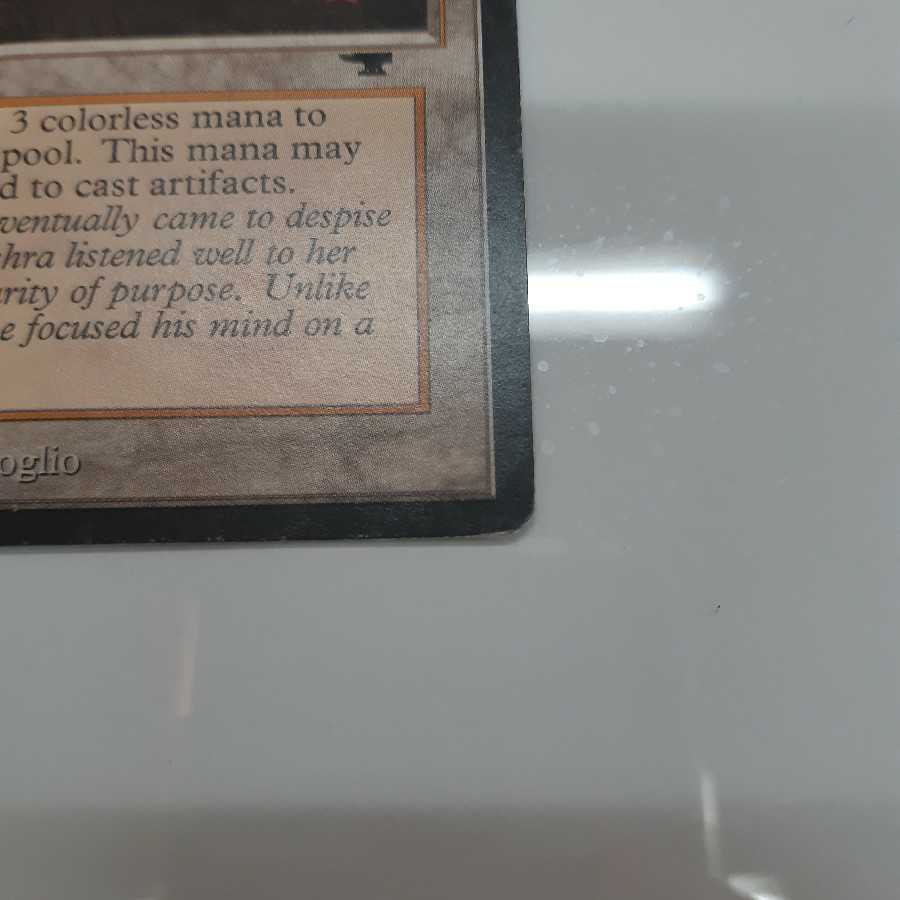 3 colorless mana to
pool. This mana may
d to cast artifacts.
ventually came to despise
hra listened well to her
rity of purpose. Unlike
e focused his mind on a
oglio